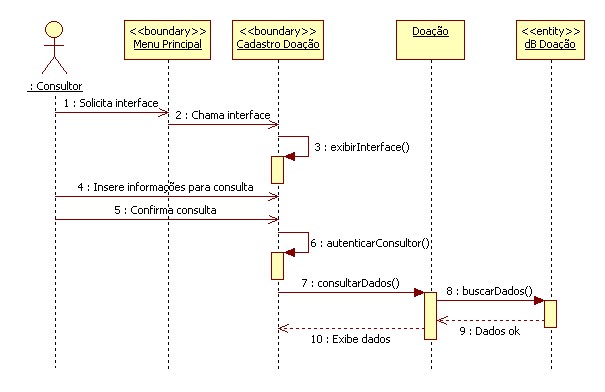 <<boundary>>
Menu Principal
<<boundary>>
Cadastro Doação
Doação
<<entity>>
dB Doação
: Consultor
1 : Solicita interface
2 : Chama interface
3 : exibirInterface()
4 : Insere informações para consulta
5 : Confirma consulta
6 : autenticarConsultor()
7 : consultarDados()
8 : buscarDados()
9 : Dados ok
10 : Exibe dados